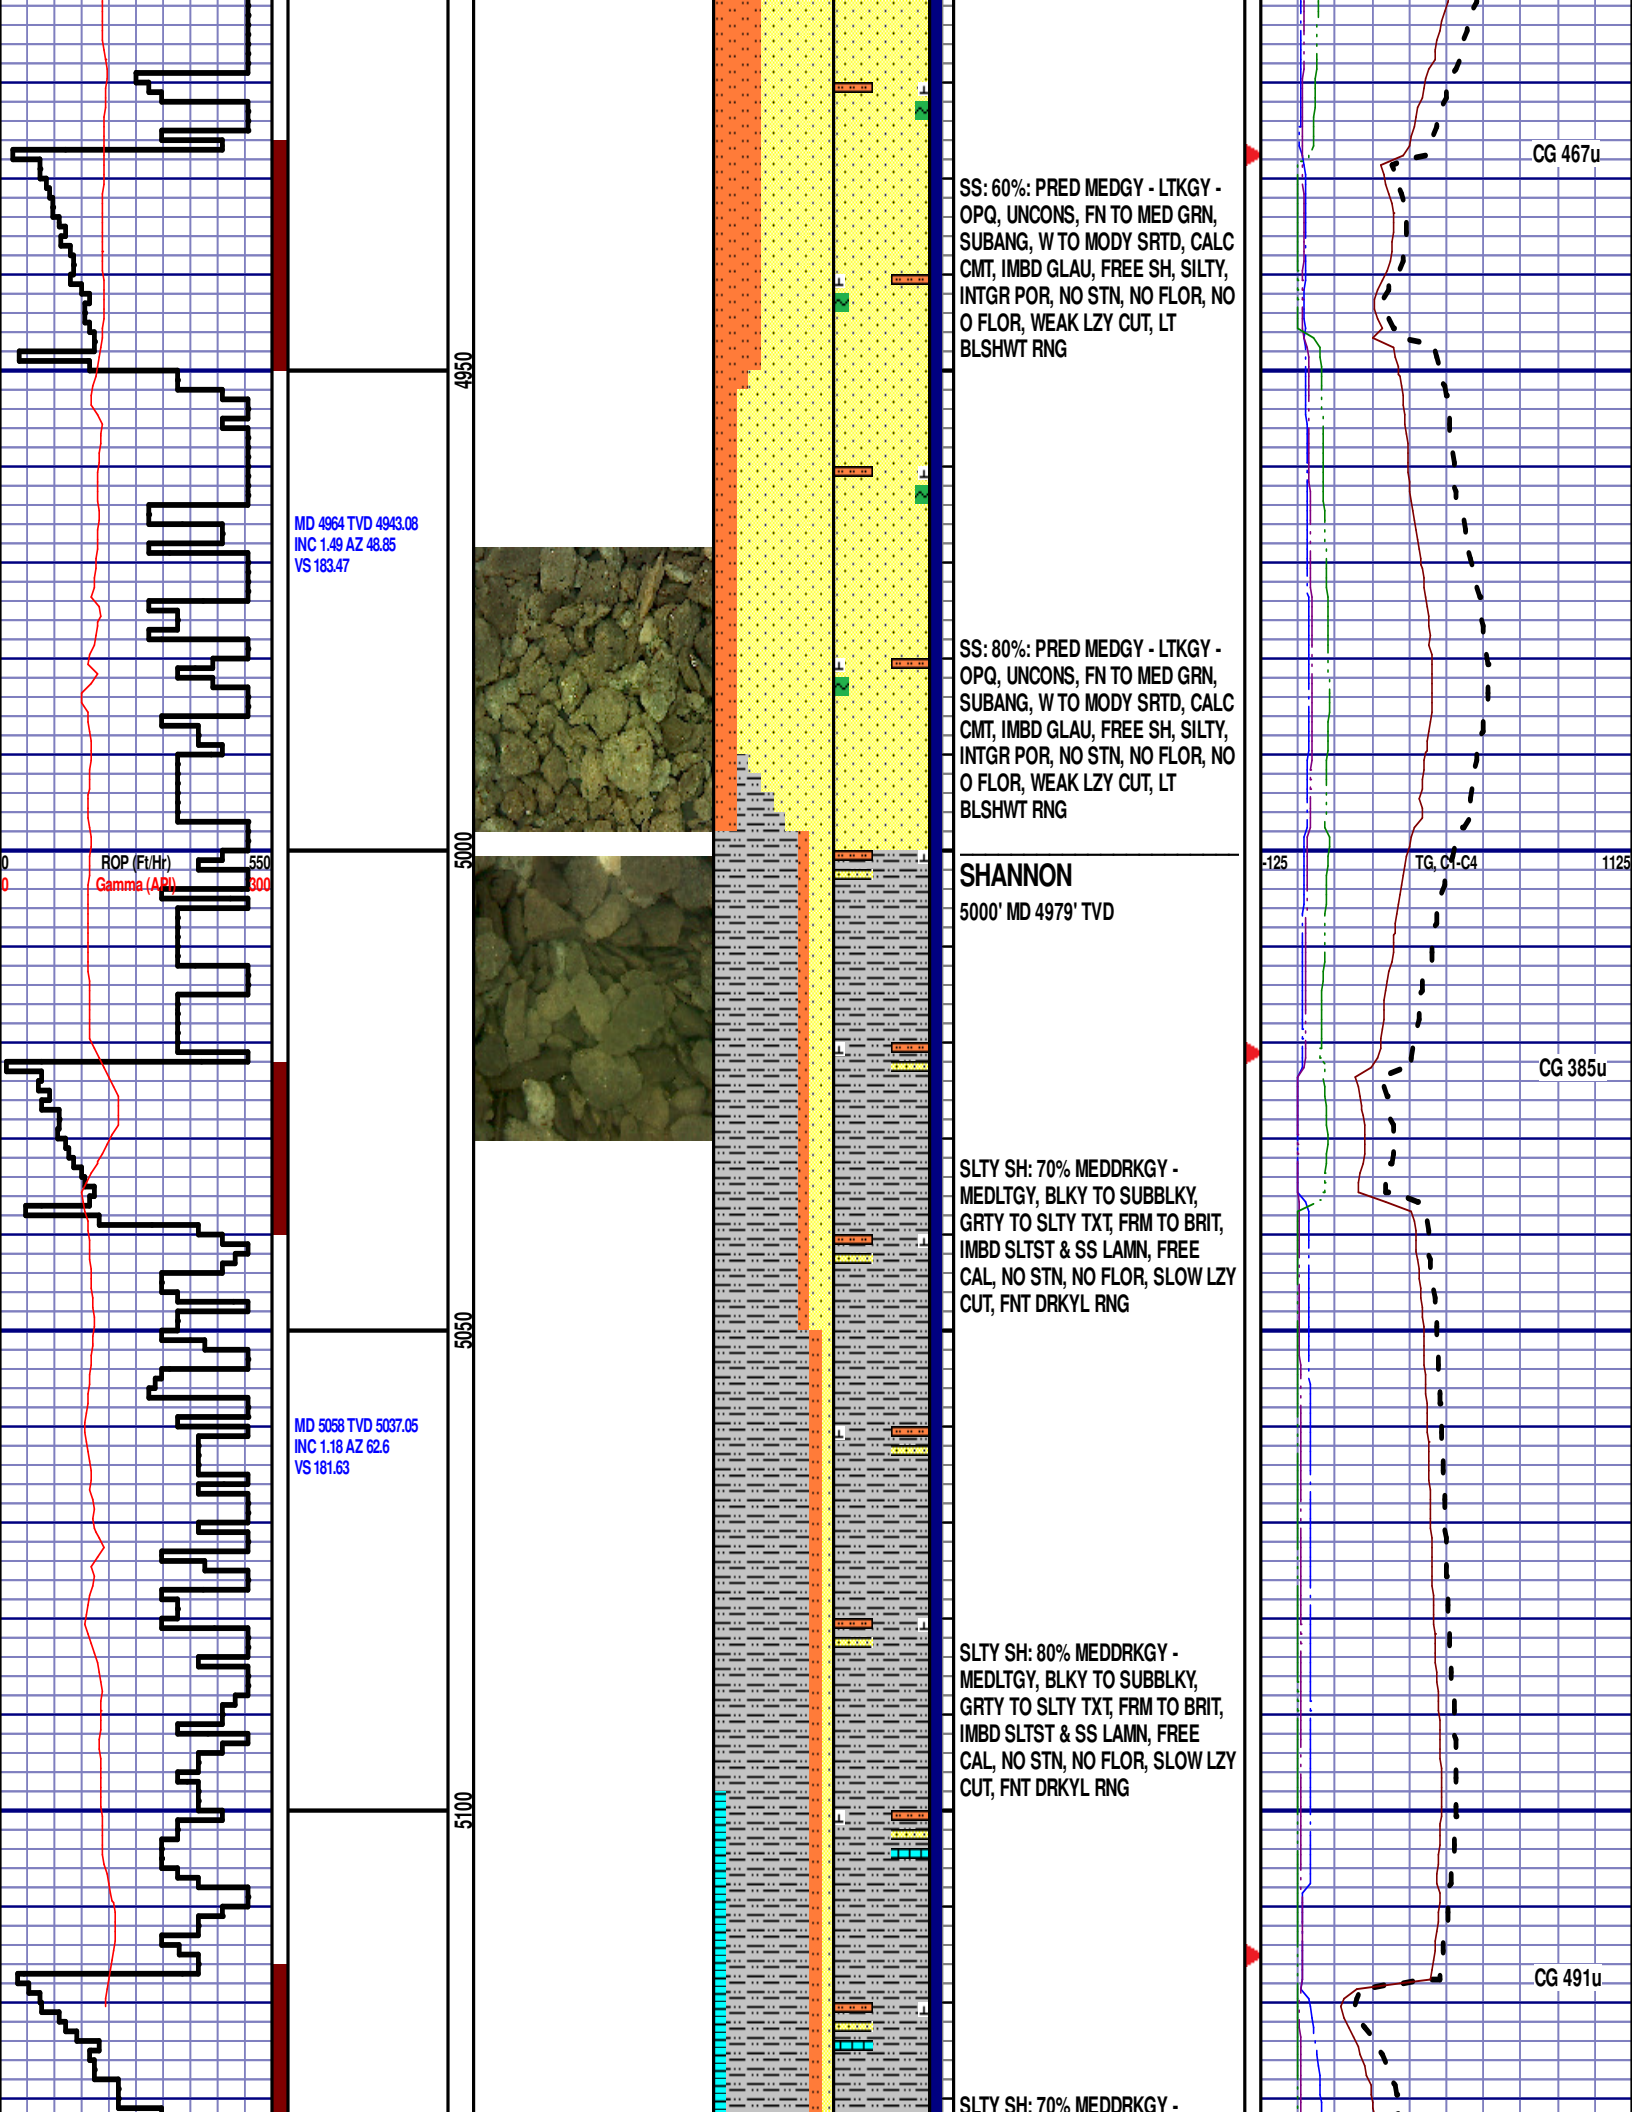 CG 467u
SS: 60%: PRED MEDGY - LTKGY -
OPQ, UNCONS, FN TO MED GRN,
SUBANG, W TO MODY SRTD, CALC
CMT, IMBD GLAU, FREE SH, SILTY,
INTGR POR, NO STN, NO FLOR, NO
O FLOR, WEAK LZY CUT, LT
BLSHWT RNG
4950
MD 4964 TVD 4943.08
INC 1.49 AZ 48.85
VS 183.47
SS: 80%: PRED MEDGY - LTKGY -
OPQ, UNCONS, FN TO MED GRN,
SUBANG, W TO MODY SRTD, CALC
CMT, IMBD GLAU, FREE SH, SILTY,
INTGR POR, NO STN, NO FLOR, NO
O FLOR, WEAK LZY CUT, LT
BLSHWT RNG
5000
0 ROP (Ft/Hr) 550
0 Gamma (API) 300
-125 TG, C1-C4 1125
SHANNON
5000' MD 4979' TVD
CG 385u
SLTY SH: 70% MEDDRKGY -
MEDLTGY, BLKY TO SUBBLKY,
GRTY TO SLTY TXT, FRM TO BRIT,
IMBD SLTST & SS LAMN, FREE
CAL, NO STN, NO FLOR, SLOW LZY
CUT, FNT DRKYL RNG
5050
MD 5058 TVD 5037.05
INC 1.18 AZ 62.6
VS 181.63
SLTY SH: 80% MEDDRKGY -
MEDLTGY, BLKY TO SUBBLKY,
GRTY TO SLTY TXT, FRM TO BRIT,
IMBD SLTST & SS LAMN, FREE
CAL, NO STN, NO FLOR, SLOW LZY
CUT, FNT DRKYL RNG
5100
CG 491u
SLTY SH: 70% MEDDRKGY -